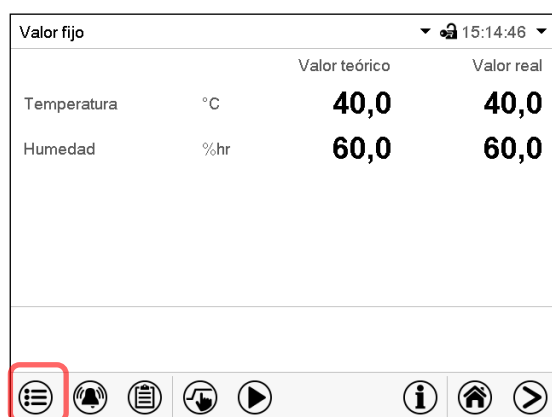 Valor fijo 15:14:46
Valor teórico Valor real
Temperatura °C 40,0 40,0
Humedad %hr 60,0 60,0